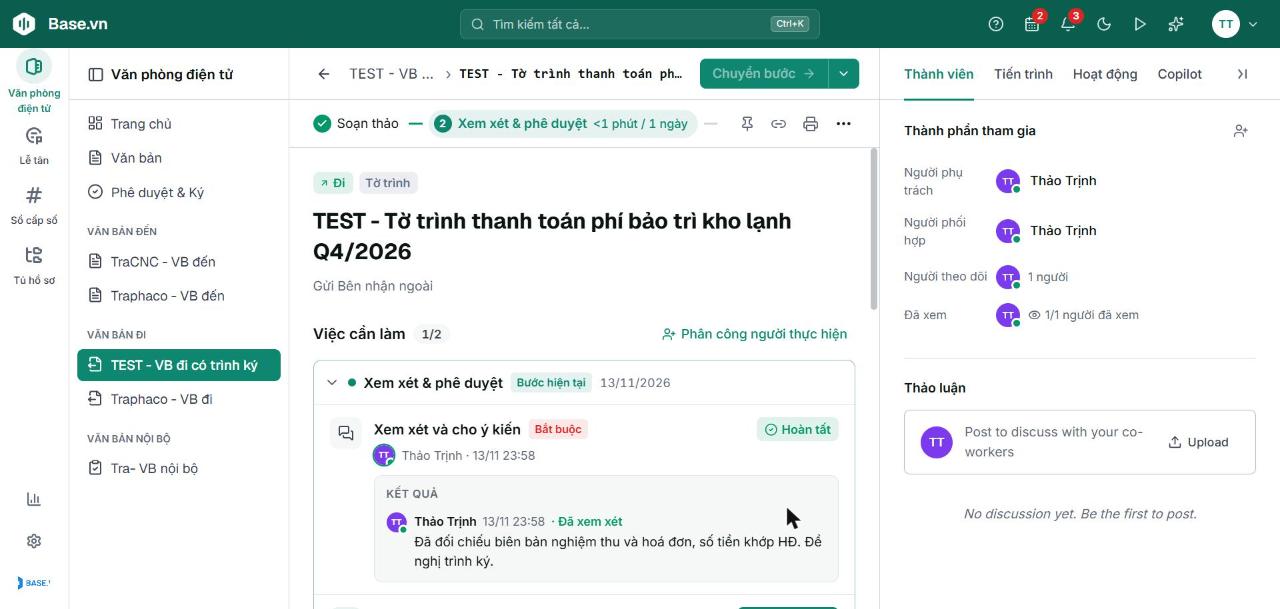 Base.vn
Tìm kiếm tất cả...
Ctrl+K
2
3
TT
Văn phòng
điện tử
Lễ tân
Sổ cấp số
Tủ hồ sơ
BASE.
Văn phòng điện tử
Trang chủ
Văn bản
Phê duyệt & Ký
VĂN BẢN ĐẾN
TraCNC - VB đến
Traphaco - VB đến
VĂN BẢN ĐI
TEST - VB đi có trình ký
Traphaco - VB đi
VĂN BẢN NỘI BỘ
Tra- VB nội bộ
TEST - VB ... › TEST - Tờ trình thanh toán ph…
Chuyển bước
Soạn thảo
2 Xem xét & phê duyệt <1 phút / 1 ngày
Đi
Tờ trình
TEST - Tờ trình thanh toán phí bảo trì kho lạnh
Q4/2026
Gửi Bên nhận ngoài
Việc cần làm 1/2
Phân công người thực hiện
Xem xét & phê duyệt Bước hiện tại 13/11/2026
Xem xét và cho ý kiến Bắt buộc
Hoàn tất
TT Thảo Trịnh · 13/11 23:58
KẾT QUẢ
TT Thảo Trịnh 13/11 23:58 · Đã xem xét
Đã đối chiếu biên bản nghiệm thu và hoá đơn, số tiền khớp HĐ. Đề
nghị trình ký.
Thành viên
Tiến trình
Hoạt động
Copilot
Thành phần tham gia
Người phụ
trách
TT Thảo Trịnh
Người phối
hợp
TT Thảo Trịnh
Người theo dõi TT 1 người
Đã xem TT 1/1 người đã xem
Thảo luận
TT
Post to discuss with your co-
workers
Upload
No discussion yet. Be the first to post.